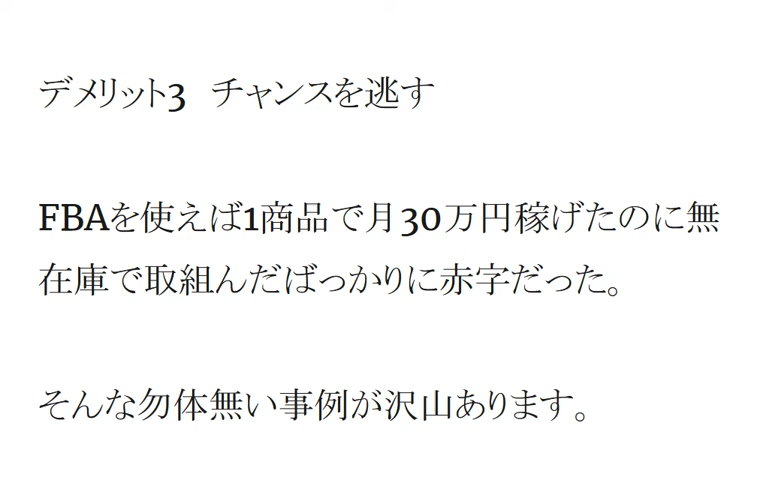 デメリット3　チャンスを逃す
FBAを使えば1商品で月30万円稼げたのに無
在庫で取組んだばっかりに赤字だった。
そんな勿体無い事例が沢山あります。